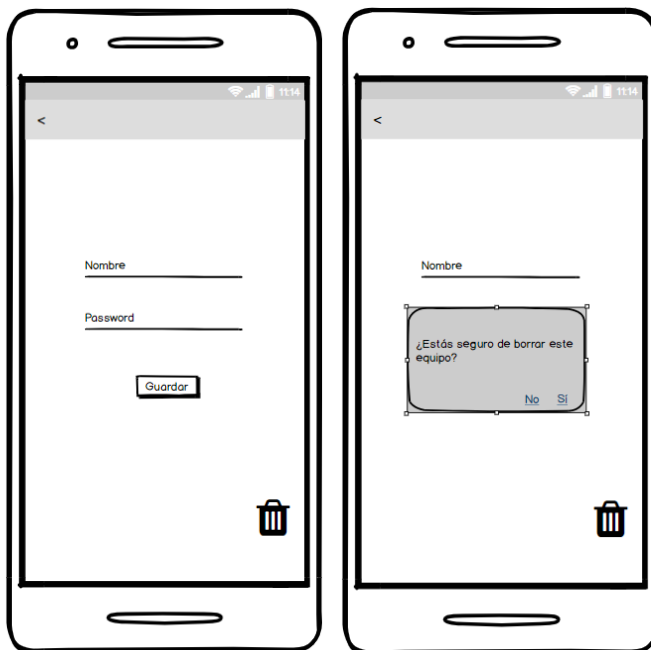 11:14
<
Nombre
Password
Guardar
11:14
<
Nombre
¿Estás seguro de borrar este
equipo?
No Sí